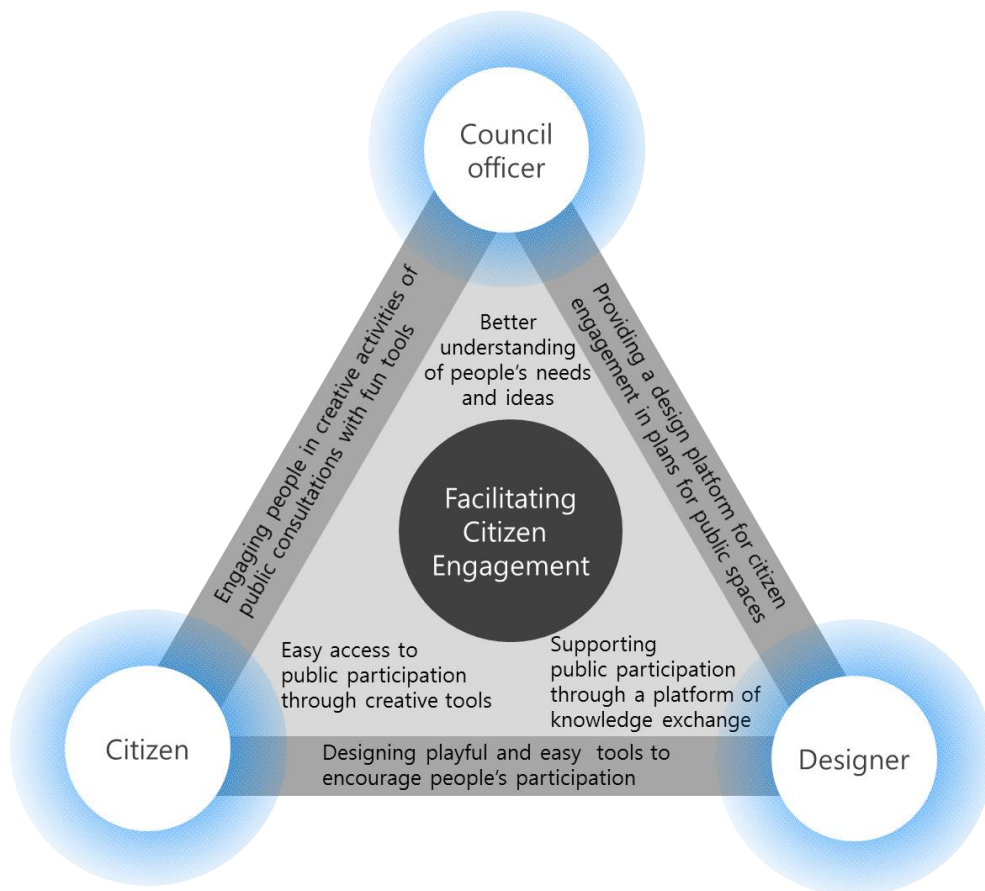 Council
officer
Engaging people in creative activities of
public consultations with fun tools
Providing a design platform for citizen
engagement in plans for public spaces
Better
understanding
of people's needs
and ideas
Facilitating
Citizen
Engagement
Easy access to
public participation
through creative tools
Supporting
public participation
through a platform of
knowledge exchange
Citizen
Designing playful and easy tools to
encourage people's participation
Designer